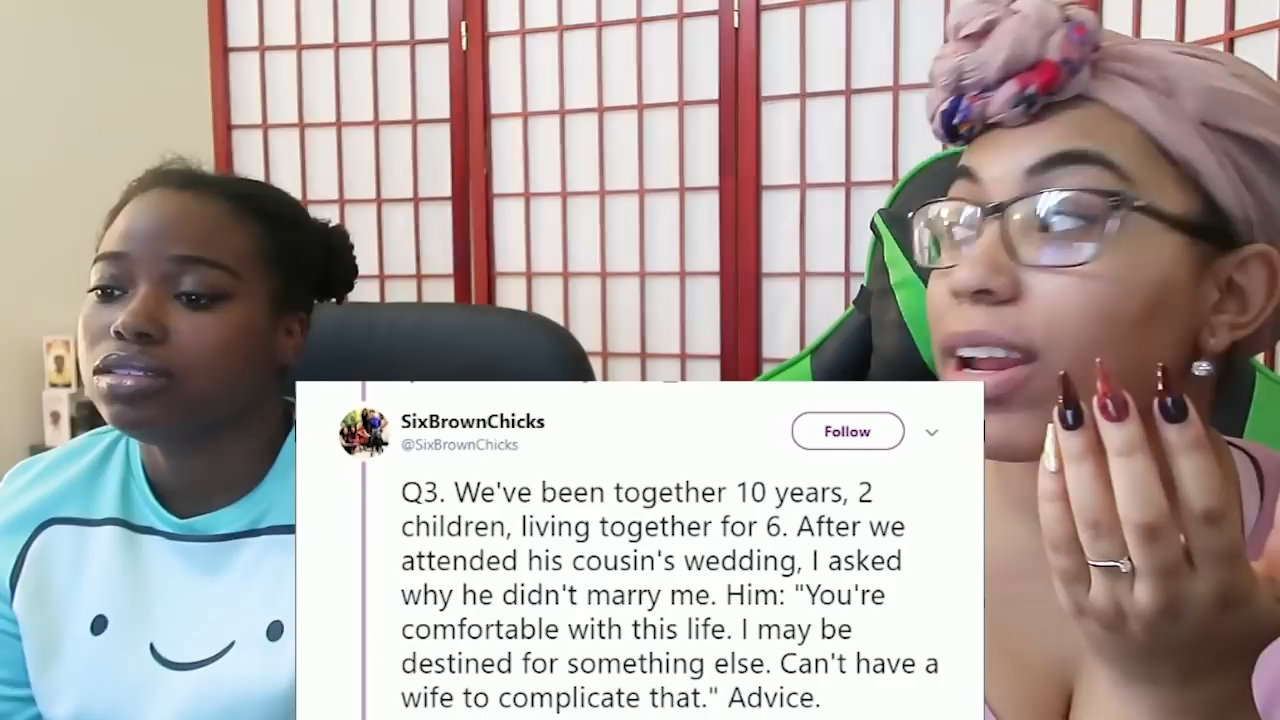 SixBrownChicks
@SixBrownChicks
Follow
Q3. We've been together 10 years, 2
children, living together for 6. After we
attended his cousin's wedding, I asked
why he didn't marry me. Him: "You're
comfortable with this life. I may be
destined for something else. Can't have a
wife to complicate that." Advice.